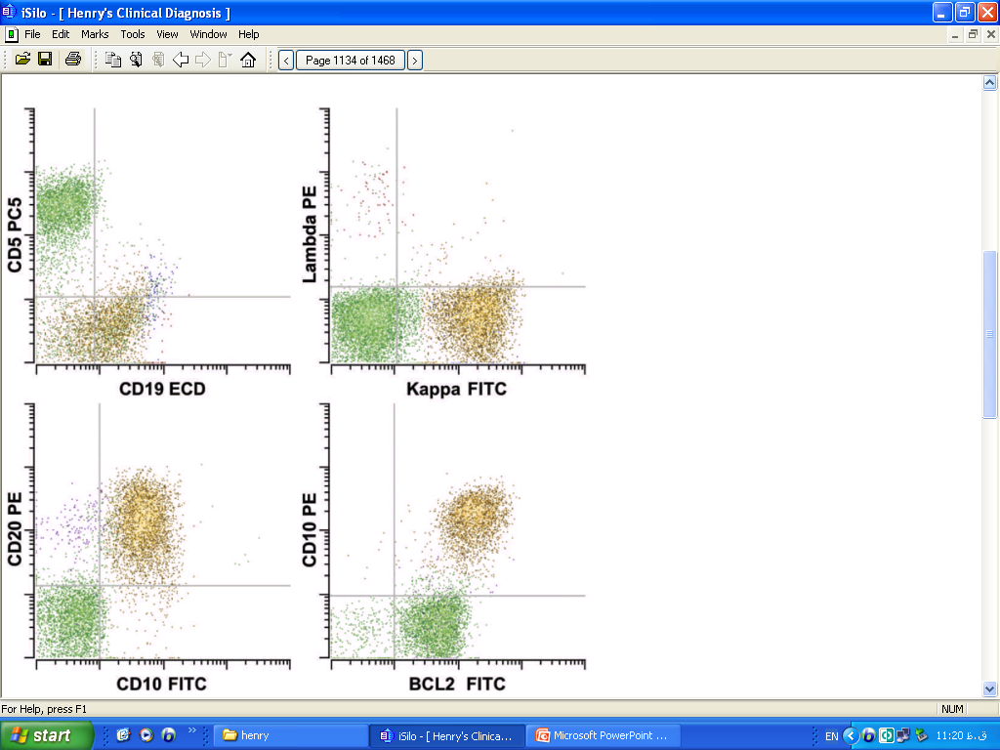 iSilo - [ Henry's Clinical Diagnosis ]
File Edit Marks Tools View Window Help
Page 1134 of 1468
CD5 PC5
CD19 ECD
Lambda PE
Kappa FITC
CD20 PE
CD10 FITC
CD10 PE
BCL2 FITC
For Help, press F1
NUM
start
henry
iSilo - [ Henry's Clinica...
Microsoft PowerPoint ...
EN
11:20 ق.ظ